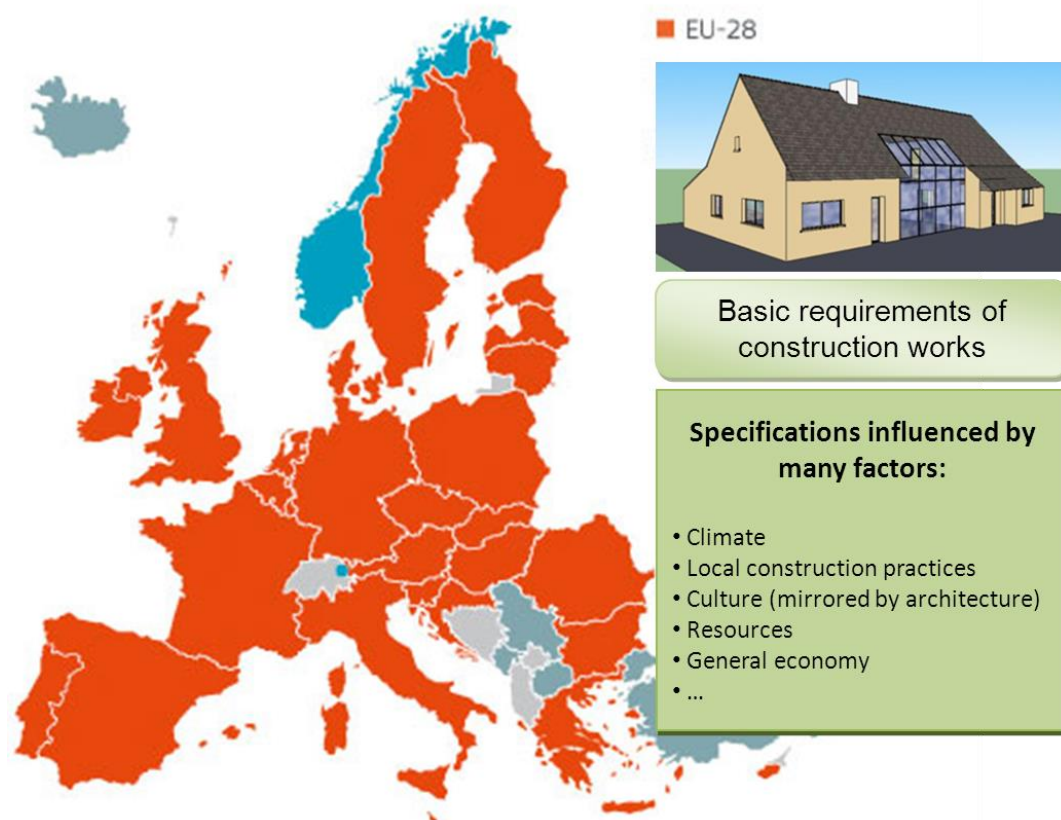 EU-28
Basic requirements of
construction works
Specifications influenced by
many factors:
• Climate
• Local construction practices
• Culture (mirrored by architecture)
• Resources
• General economy
• ...